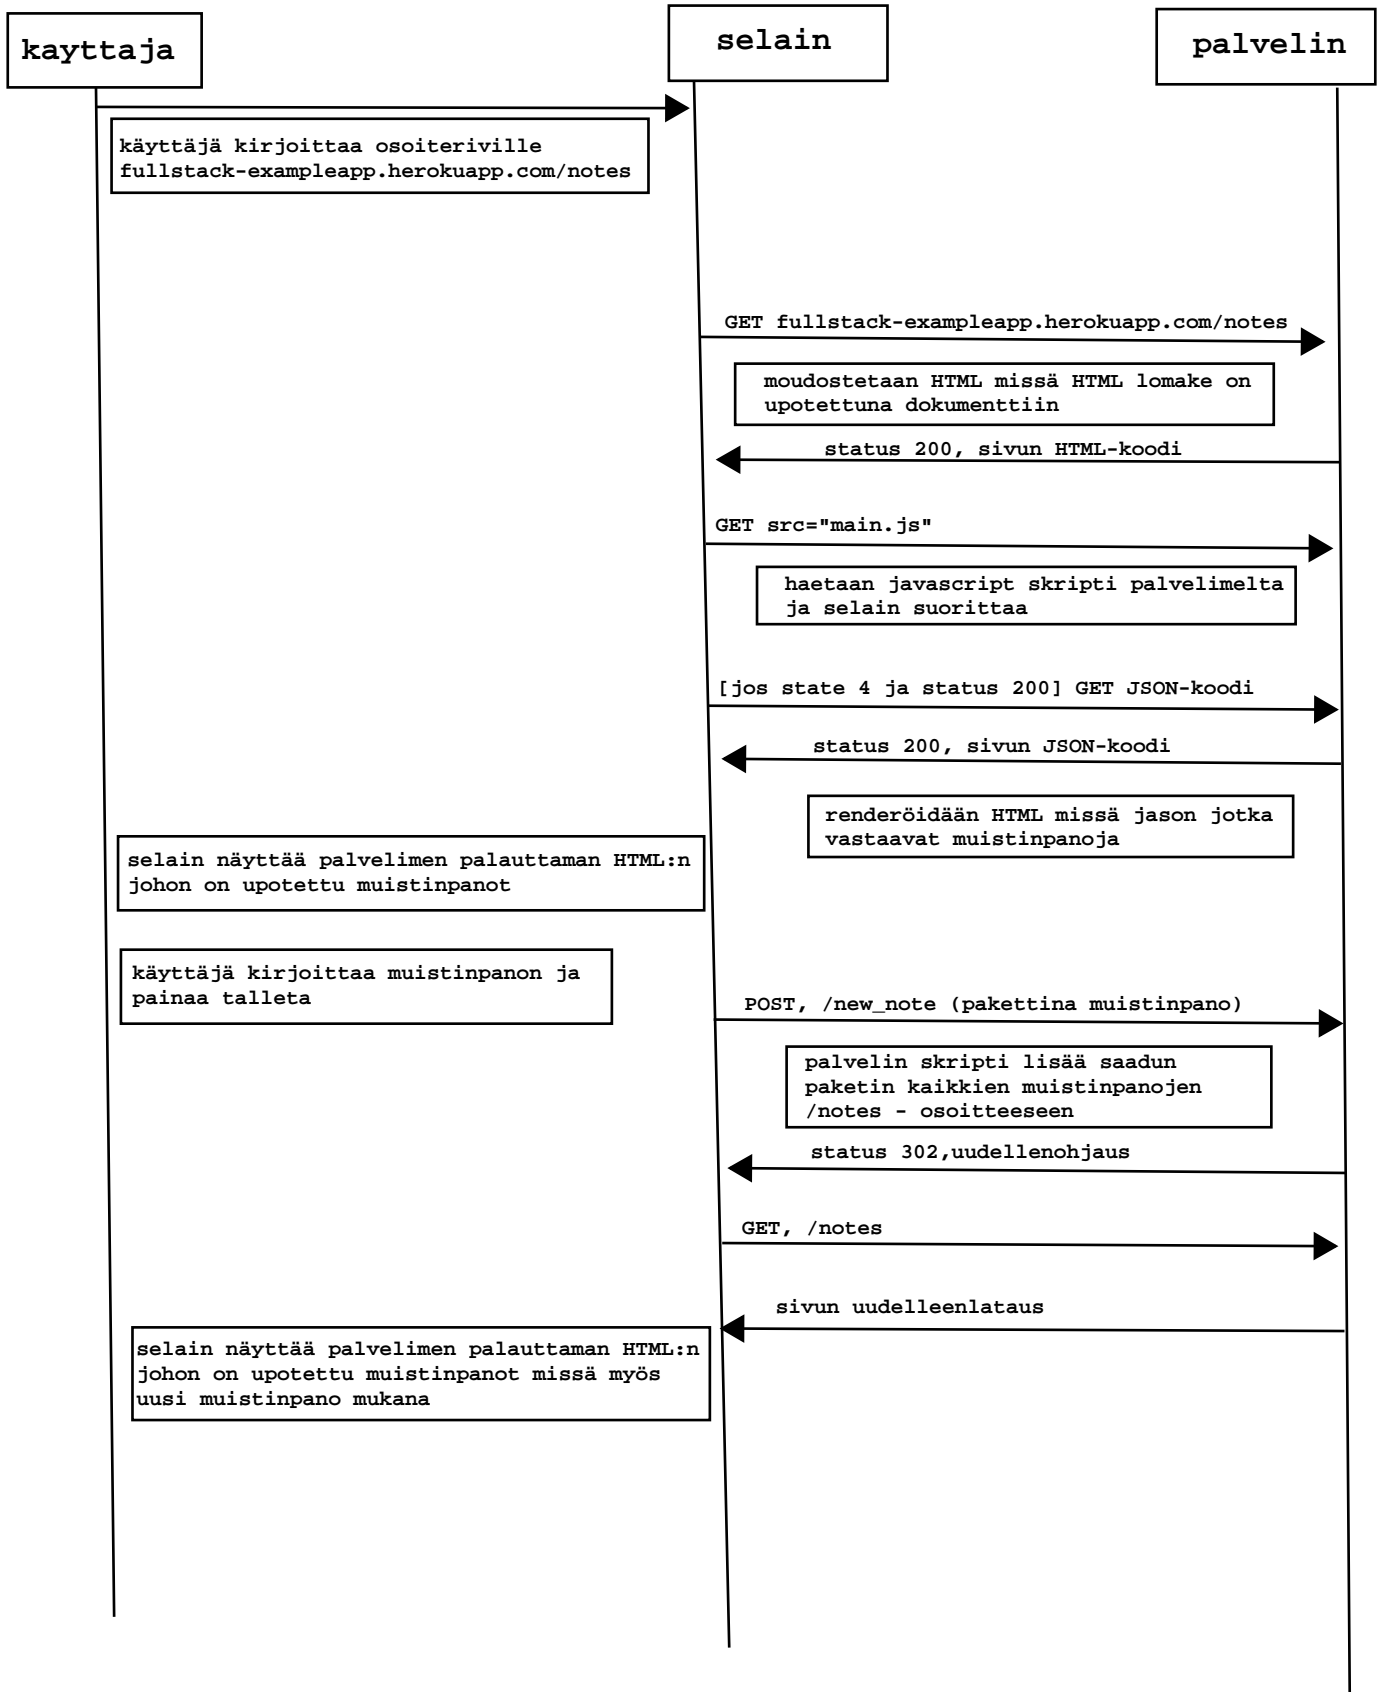 kayttaja
selain
palvelin
käyttäjä kirjoittaa osoiteriville
fullstack-exampleapp.herokuapp.com/notes
GET fullstack-exampleapp.herokuapp.com/notes
moudostetaan HTML missä HTML lomake on
upotettuna dokumenttiin
status 200, sivun HTML-koodi
GET src="main.js"
haetaan javascript skripti palvelimelta
ja selain suorittaa
[jos state 4 ja status 200] GET JSON-koodi
status 200, sivun JSON-koodi
renderöidään HTML missä jason jotka
vastaavat muistinpanoja
selain näyttää palvelimen palauttaman HTML:n
johon on upotettu muistinpanot
käyttäjä kirjoittaa muistinpanon ja
painaa talleta
POST, /new_note (pakettina muistinpano)
palvelin skripti lisää saadun
paketin kaikkien muistinpanojen
/notes - osoitteeseen
status 302,uudellenohjaus
GET, /notes
sivun uudelleenlataus
selain näyttää palvelimen palauttaman HTML:n
johon on upotettu muistinpanot missä myös
uusi muistinpano mukana